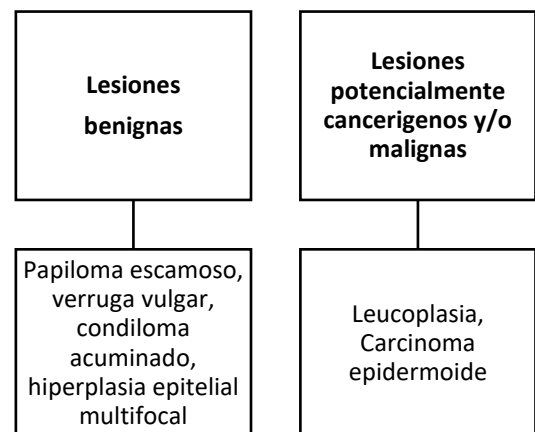 Lesiones
benignas
Lesiones
potencialmente
cancerigenos y/o
malignas
Papiloma escamoso,
verruga vulgar,
condiloma
acuminado,
hiperplasia epitelial
multifocal
Leucoplasia,
Carcinoma
epidermoide